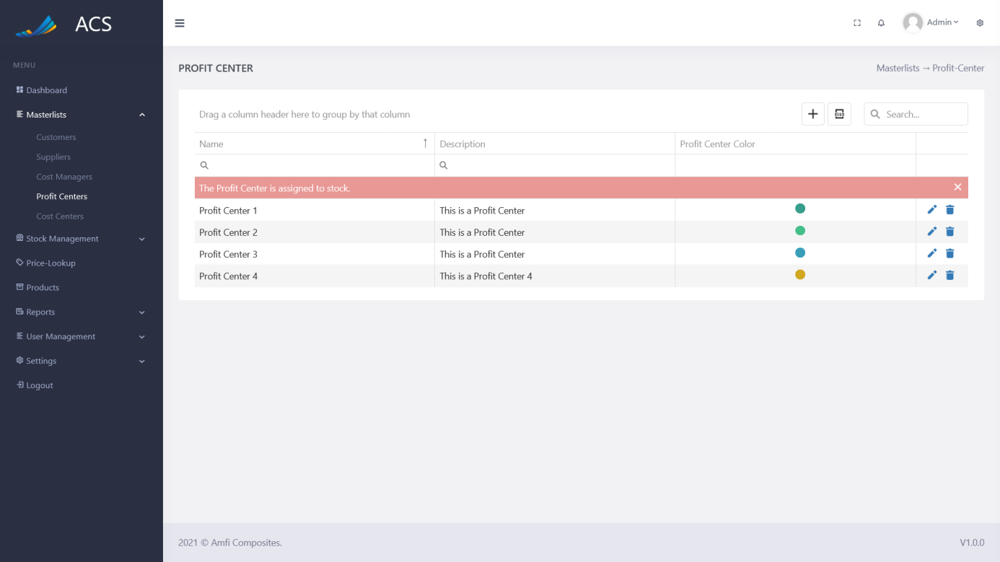 ACS
Admin
MENU
Dashboard
Masterlists
Customers
Suppliers
Cost Managers
Profit Centers
Cost Centers
Stock Management
Price-Lookup
Products
Reports
User Management
Settings
Logout
PROFIT CENTER
Masterlists → Profit-Center
Drag a column header here to group by that column
XLSX
Search...
Name ↑ Description Profit Center Color
The Profit Center is assigned to stock.
Profit Center 1 This is a Profit Center
Profit Center 2 This is a Profit Center
Profit Center 3 This is a Profit Center
Profit Center 4 This is a Profit Center 4
2021 © Amfi Composites.
V1.0.0